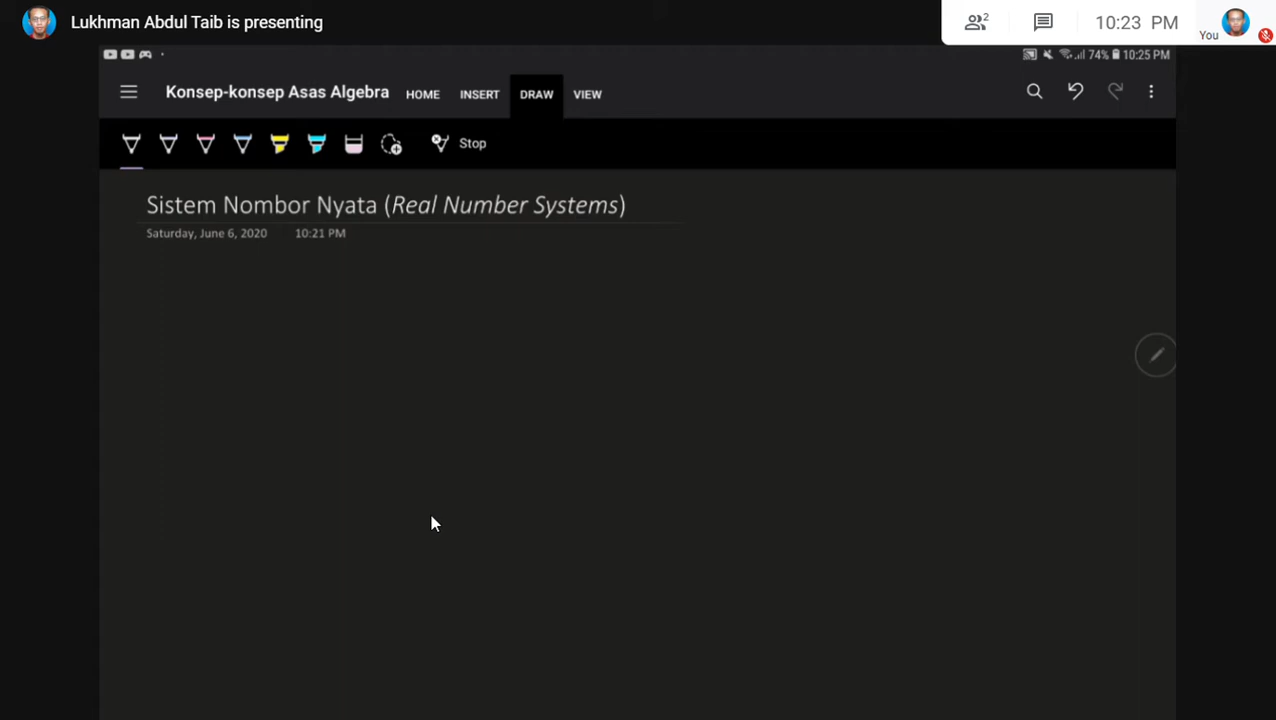 Lukhman Abdul Taib is presenting
2
10:23 PM
You
74% 10:25 PM
Konsep-konsep Asas Algebra HOME INSERT DRAW VIEW
Stop
Sistem Nombor Nyata (Real Number Systems)
Saturday, June 6, 2020 10:21 PM